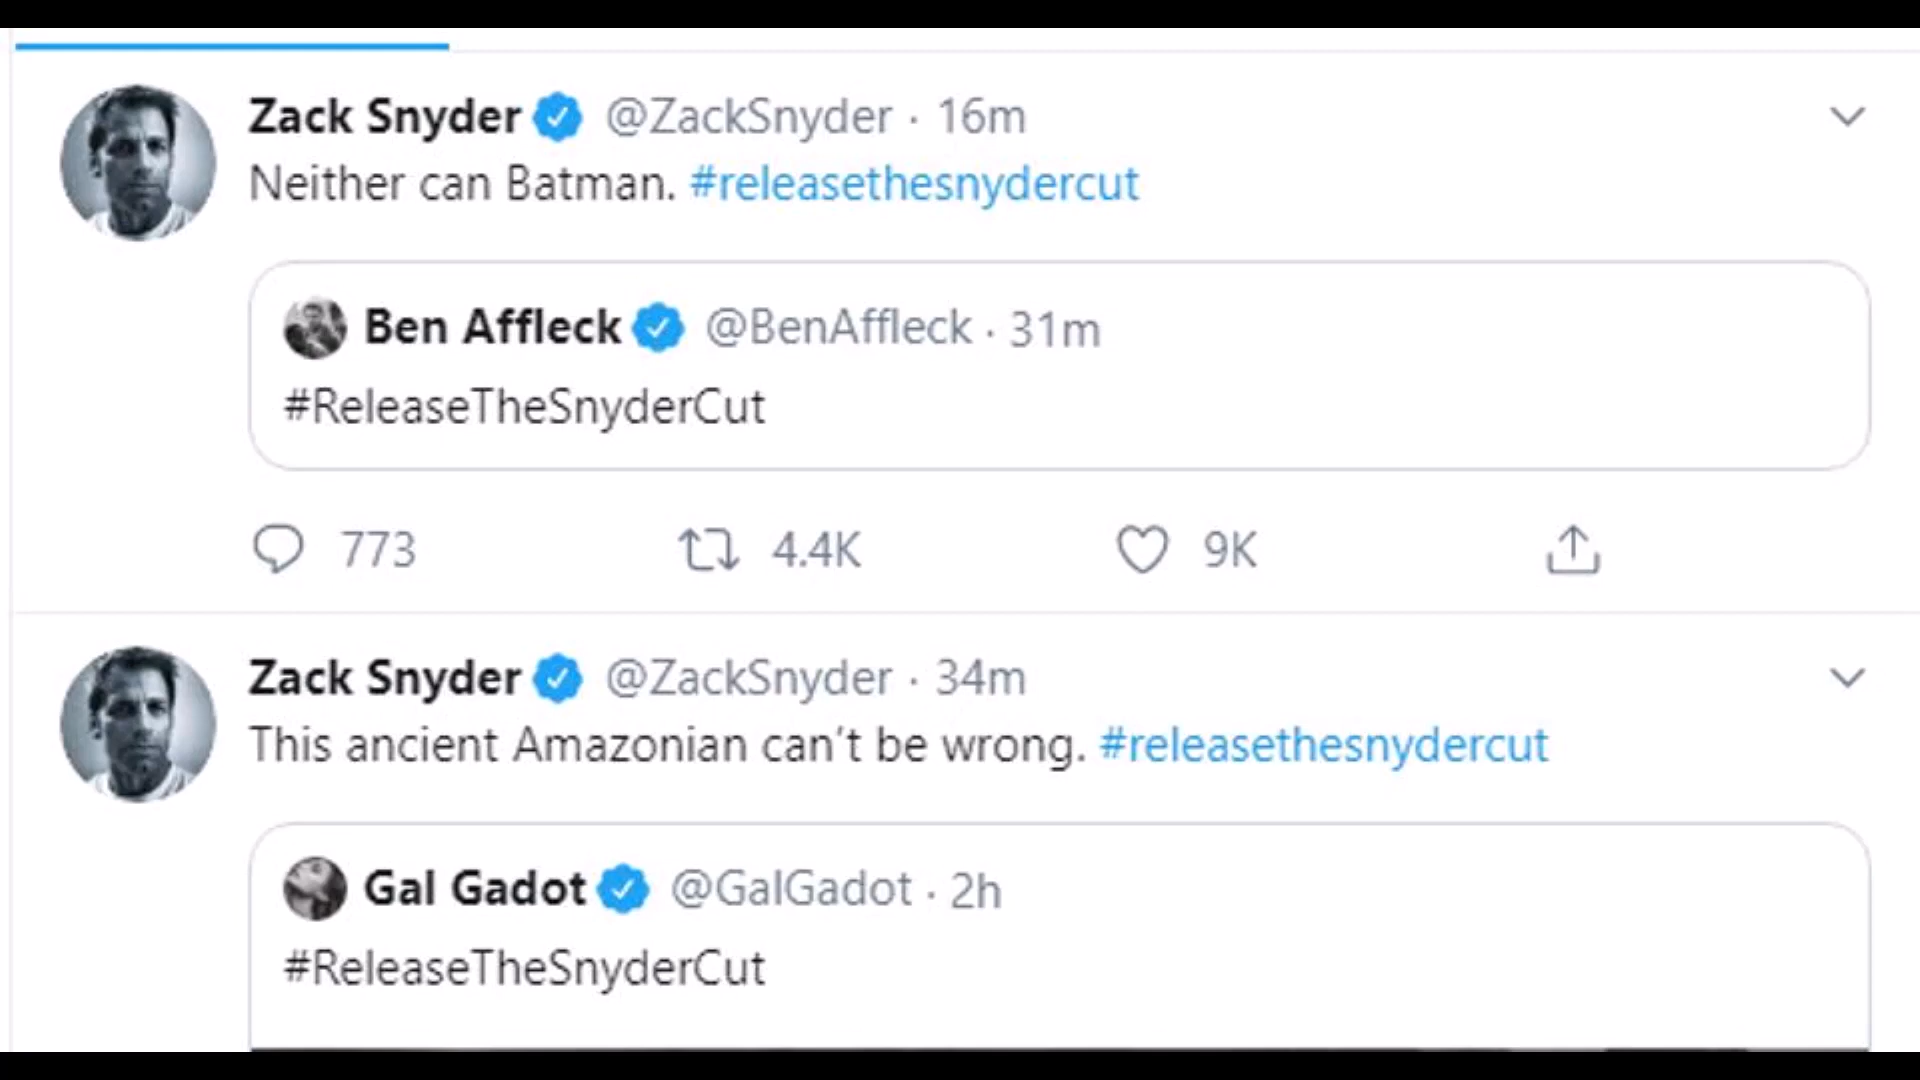 Zack Snyder @ZackSnyder · 16m
Neither can Batman. #releasethesnydercut
Ben Affleck @BenAffleck · 31m
#ReleaseTheSnyderCut
773 4.4K 9K
Zack Snyder @ZackSnyder · 34m
This ancient Amazonian can’t be wrong. #releasethesnydercut
Gal Gadot @GalGadot · 2h
#ReleaseTheSnyderCut